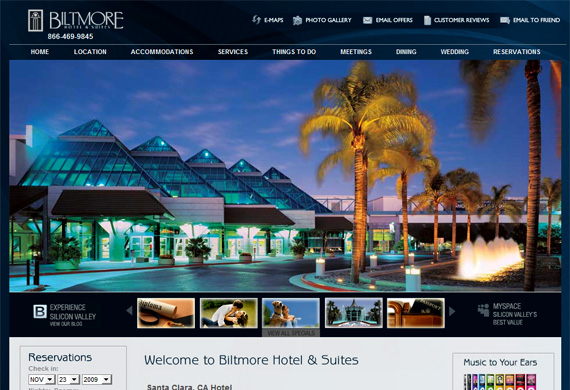 BILTMORE
HOTEL & SUITES
866-469-9845
E-MAPS
PHOTO GALLERY
EMAIL OFFERS
CUSTOMER REVIEWS
EMAIL TO FRIEND
HOME
LOCATION
ACCOMMODATIONS
SERVICES
THINGS TO DO
MEETINGS
DINING
WEDDING
RESERVATIONS
B
EXPERIENCE
SILICON VALLEY
VIEW OUR BLOG
VIEW ALL SPECIALS
MYSPACE
SILICON VALLEY'S
BEST VALUE
Reservations
Check in:
NOV 23 2009
Welcome to Biltmore Hotel & Suites
Santa Clara, CA Hotel
Music to Your Ears